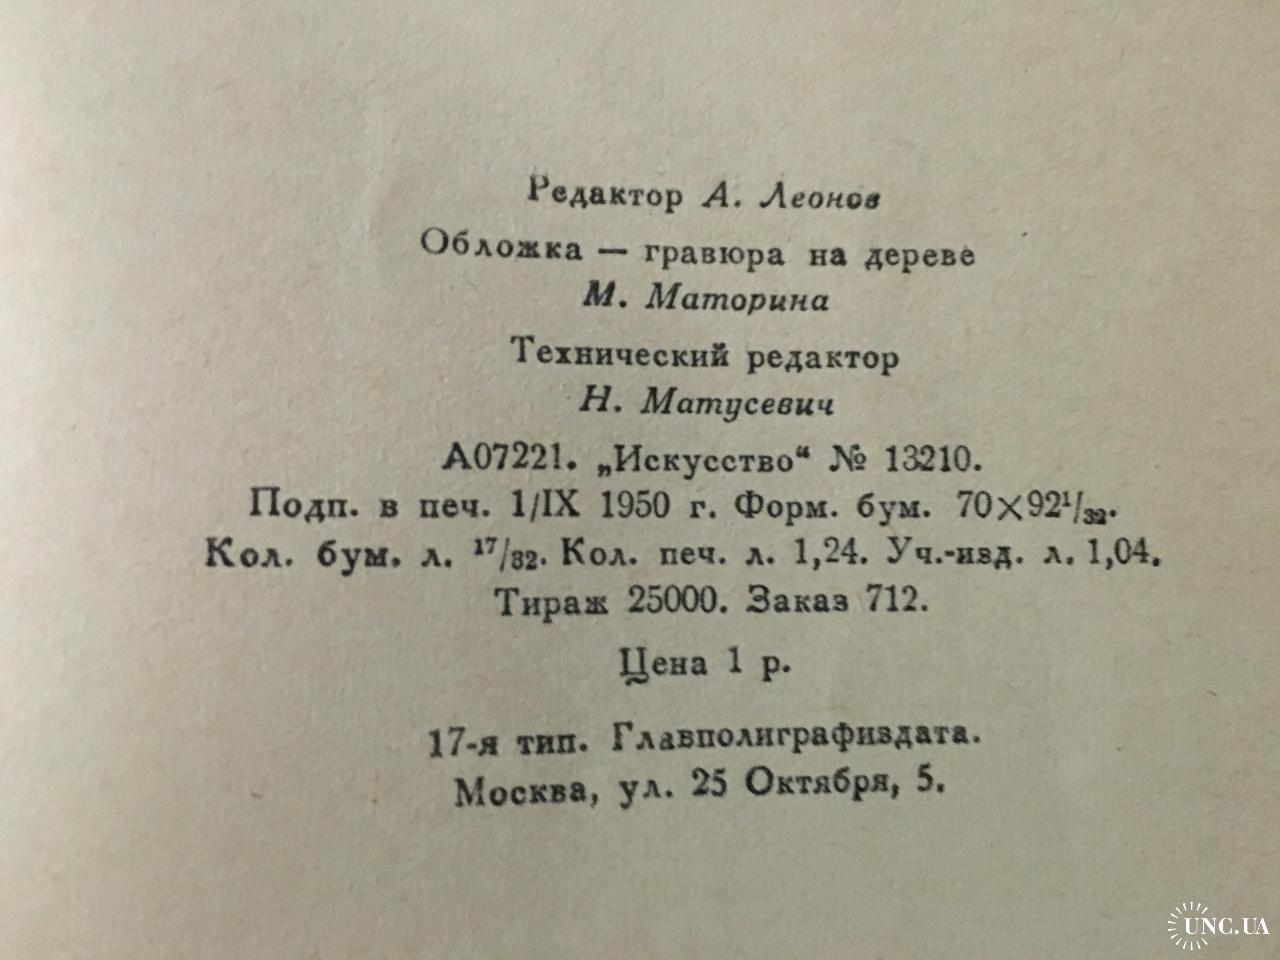 Редактор А. Леонов
Обложка — гравюра на дереве
М. Маторина
Технический редактор
Н. Матусевич
А07221. „Искусство“ № 13210.
Подп. в печ. 1/IX 1950 г. Форм. бум. 70×92¹/₃₂.
Кол. бум. л. ¹⁷/₃₂. Кол. печ. л. 1,24. Уч.-изд. л. 1,04.
Тираж 25000. Заказ 712.
Цена 1 р.
17-я тип. Главполиграфиздата.
Москва, ул. 25 Октября, 5.
UNC.UA